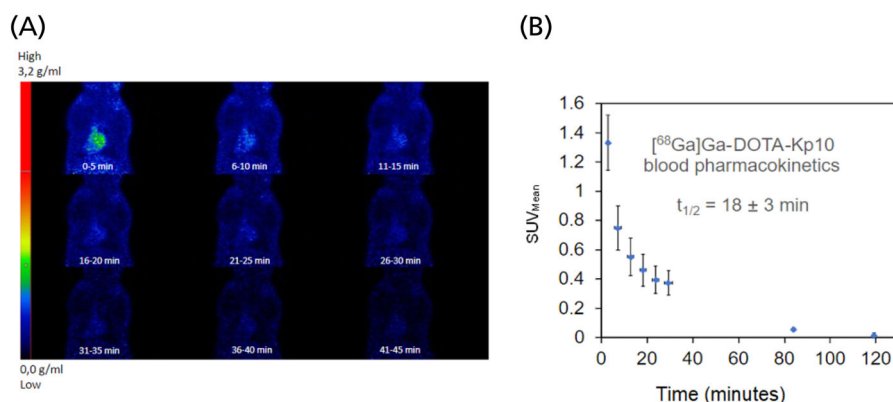 (A)
High
3,2 g/ml
0-5 min
6-10 min
11-15 min
16-20 min
21-25 min
26-30 min
31-35 min
36-40 min
41-45 min
0,0 g/ml
Low
(B)
[⁶⁸Ga]Ga-DOTA-Kp10
blood pharmacokinetics
t₁/₂ = 18 ± 3 min
SUVMean
1.6
1.4
1.2
1
0.8
0.6
0.4
0.2
0
0 20 40 60 80 100 120
Time (minutes)